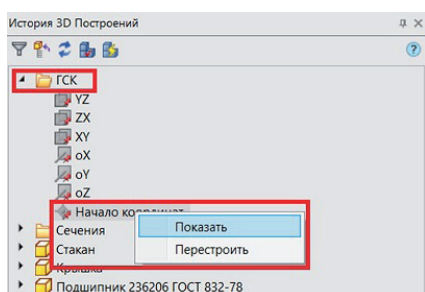 История 3D Построений
ГСК
YZ
ZX
XY
oX
oY
oZ
Начало координат
Сечения
Показать
Стакан
Перестроить
Крышка
Подшипник 236206 ГОСТ 832-78